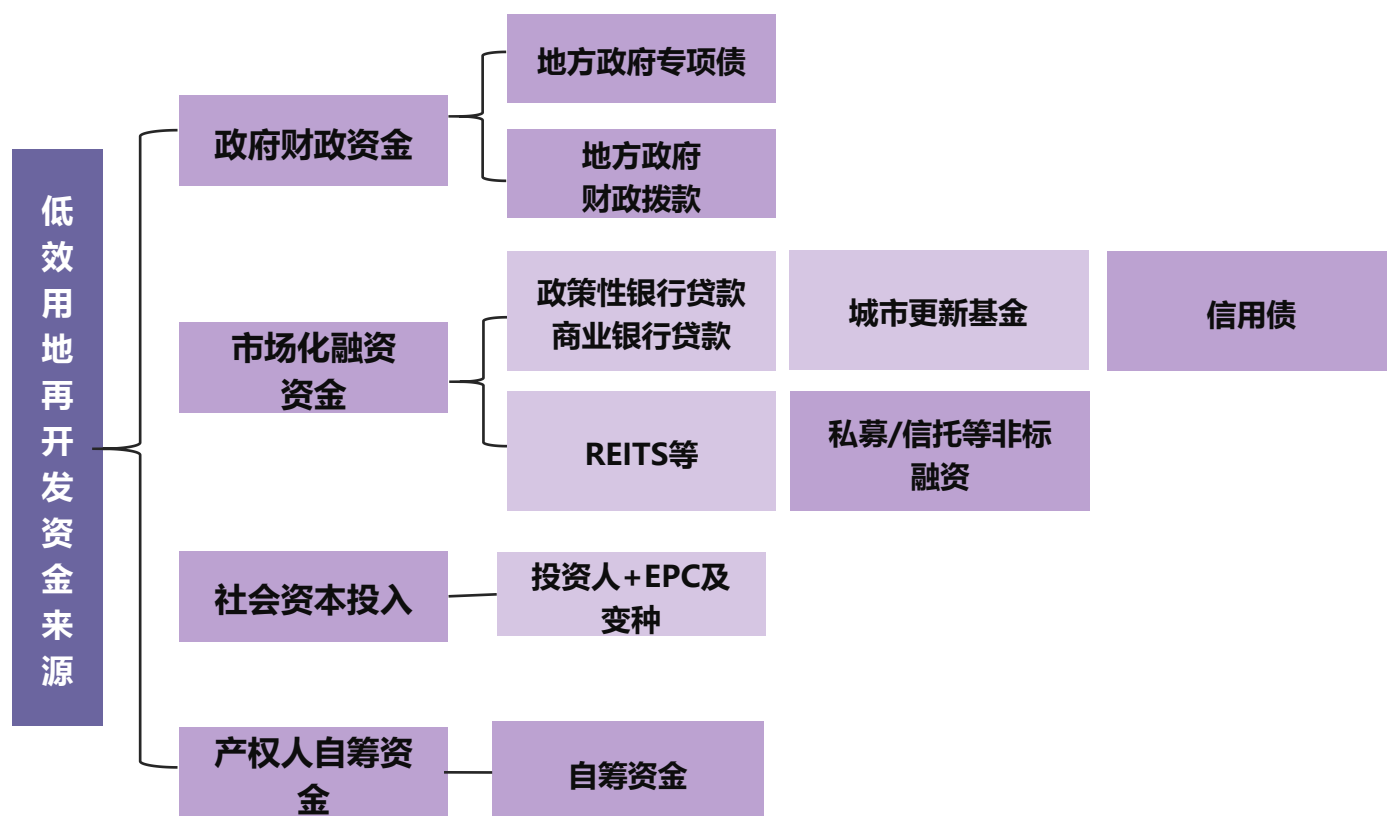 低效用地再开发资金来源
政府财政资金
地方政府专项债
地方政府
财政拨款
市场化融资
资金
政策性银行贷款
商业银行贷款
城市更新基金
信用债
REITS等
私募/信托等非标
融资
社会资本投入
投资人+EPC及
变种
产权人自筹资
金
自筹资金